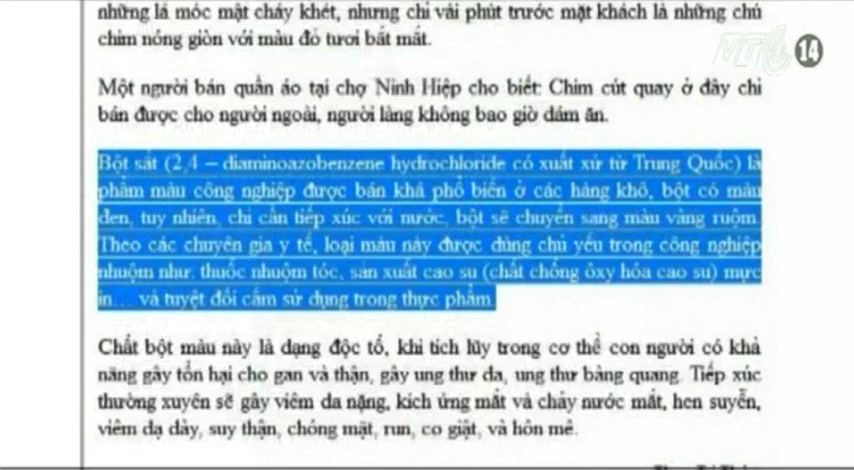 những lá móc mật cháy khét, nhưng chỉ vài phút trước mặt khách là những chú
chim nóng giòn với màu đỏ tươi bắt mắt.
VTC 14
Một người bán quần áo tại chợ Ninh Hiệp cho biết: Chim cút quay ở đây chỉ
bán được cho người ngoài, người làng không bao giờ dám ăn.
Bột sắt (2,4 – diaminoazobenzene hydrochloride có xuất xứ từ Trung Quốc) là
phẩm màu công nghiệp được bán khá phổ biến ở các hàng khô, bột có màu
đen, tuy nhiên, chỉ cần tiếp xúc với nước, bột sẽ chuyển sang màu vàng ruộm.
Theo các chuyên gia y tế, loại màu này được dùng chủ yếu trong công nghiệp
nhuộm như: thuốc nhuộm tóc, sản xuất cao su (chất chống ôxy hóa cao su) mực
in… và tuyệt đối cấm sử dụng trong thực phẩm.
Chất bột màu này là dạng độc tố, khi tích lũy trong cơ thể con người có khả
năng gây tổn hại cho gan và thận, gây ung thư da, ung thư bàng quang. Tiếp xúc
thường xuyên sẽ gây viêm da nặng, kích ứng mắt và chảy nước mắt, hen suyễn,
viêm dạ dày, suy thận, chóng mặt, run, co giật, và hôn mê.